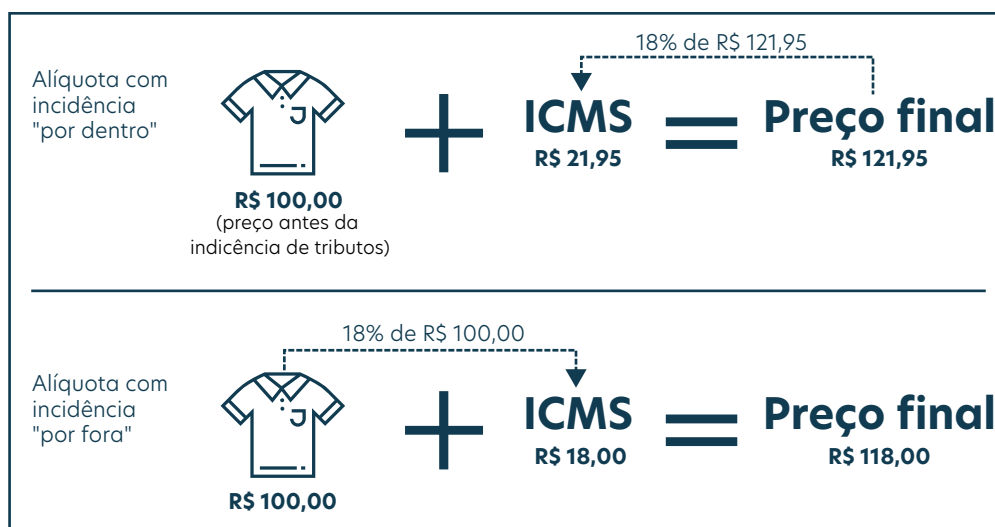 18% de R$ 121,95
Alíquota com
incidência
"por dentro"
J
ICMS
R$ 21,95
Preço final
R$ 121,95
R$ 100,00
(preço antes da
indicência de tributos)
18% de R$ 100,00
Alíquota com
incidência
"por fora"
J
ICMS
R$ 18,00
Preço final
R$ 118,00
R$ 100,00